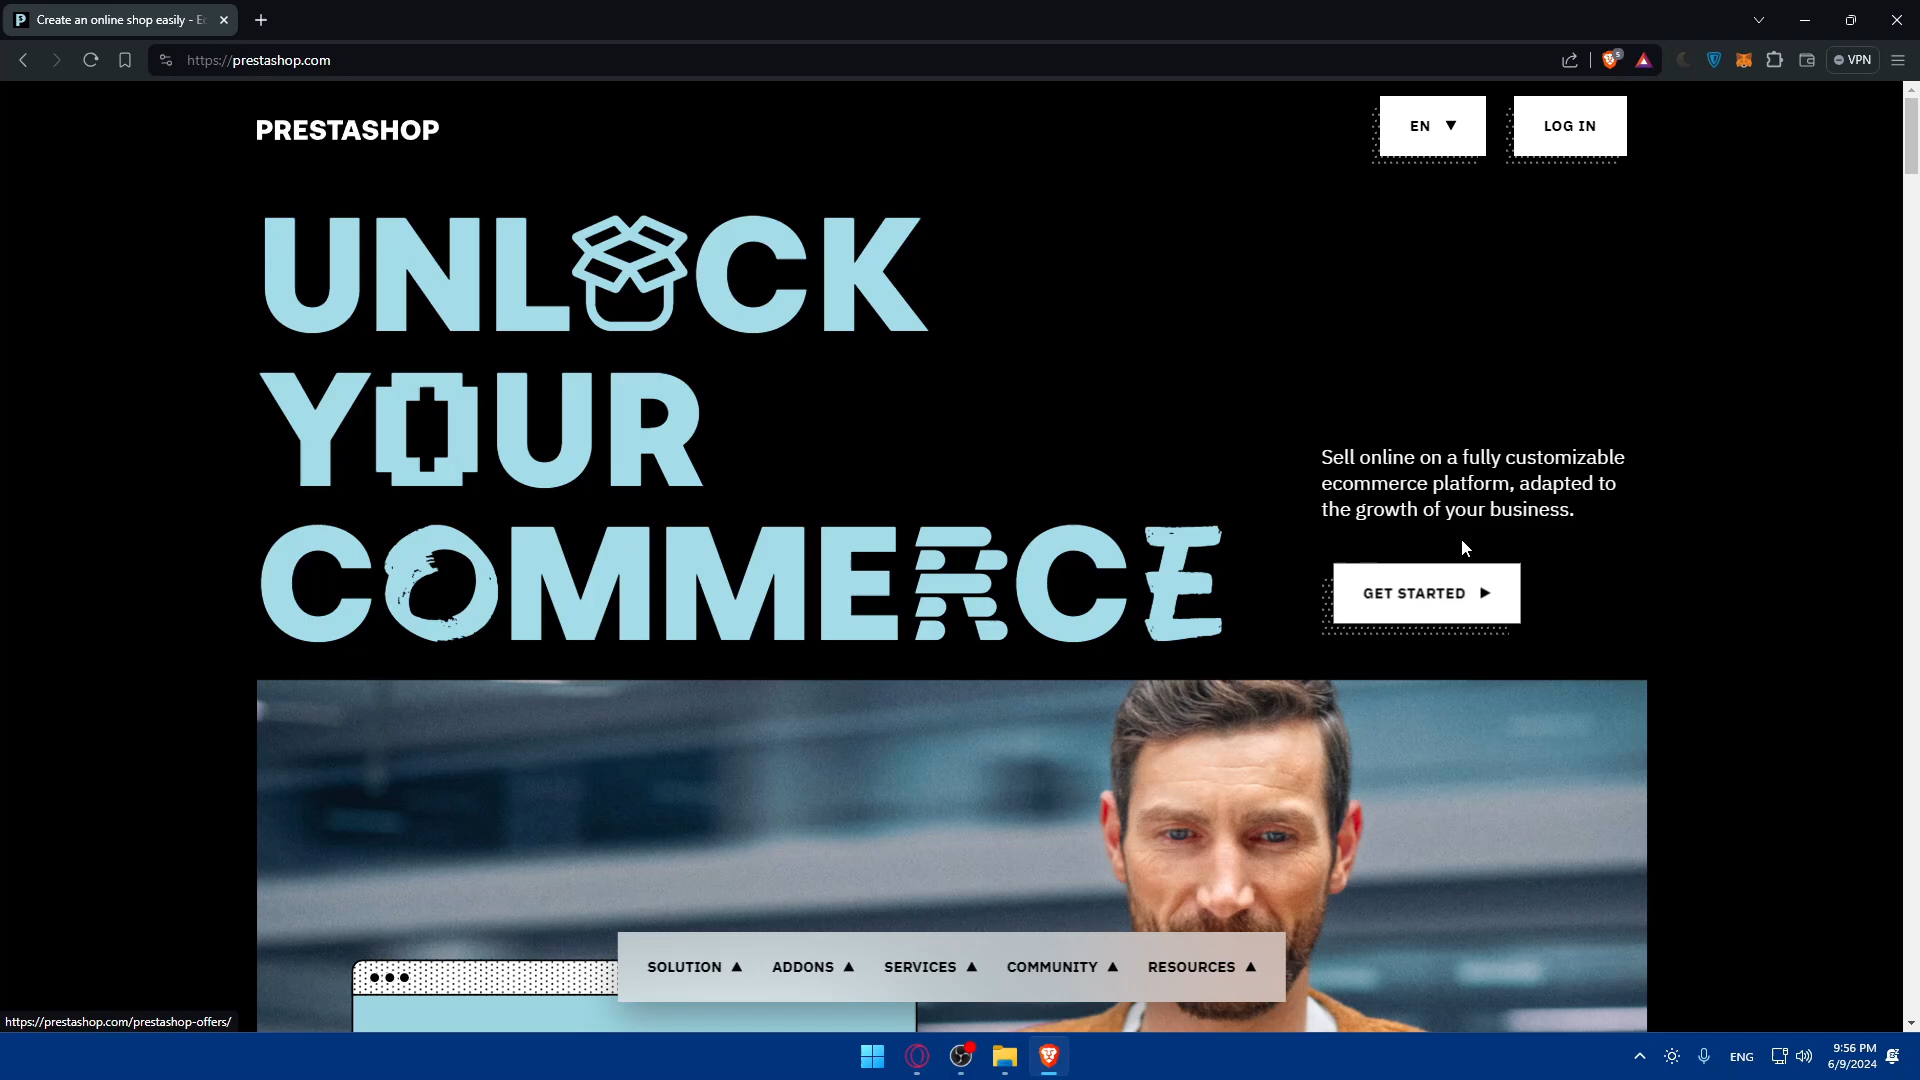 Create an online shop easily - Ec
https://prestashop.com
5
VPN
PRESTASHOP
EN ▼
LOG IN
UNLOCK
YOUR
COMMERCE
Sell online on a fully customizable
ecommerce platform, adapted to
the growth of your business.
GET STARTED ▶
SOLUTION ▲ ADDONS ▲ SERVICES ▲ COMMUNITY ▲ RESOURCES ▲
https://prestashop.com/prestashop-offers/
ENG
9:56 PM
6/9/2024